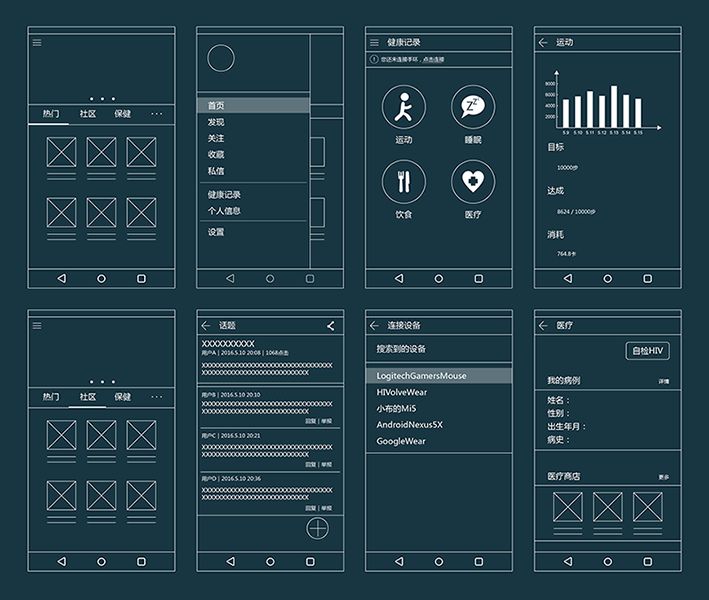 热门 社区 保健 ···
首页
发现
关注
收藏
私信
健康记录
个人信息
设置
健康记录
您还未连接手环，点击连接
运动 睡眠
饮食 医疗
运动
8000
6000
4000
2000
5.9 5.10 5.11 5.12 5.13 5.14 5.15
目标
10000步
达成
8624 / 10000步
消耗
764.8卡
热门 社区 保健 ···
话题
XXXXXXXXXX
用户A | 2016.5.10 20:08 | 1068点击
XXXXXXXXXXXXXXXXXXXXXXXXXXXXXX
XXXXXXXXXXXXXXXXXXXXXXXX
用户B | 2016.5.10 20:10
XXXXXXXXXXXXXXXXXXXXXXXXXXXXXX
XXXXXXXXXXXXXXXXXXXXXXXX
回复 | 举报
用户C | 2016.5.10 20:21
XXXXXXXXXXXXXXXXXXXXXXXXXXXXXX
XXXXXXXXXXXXXXXXXXXXXXXX
回复 | 举报
用户D | 2016.5.10 20:36
XXXXXXXXXXXXXXXXXXXXXXXXXXXXXX
XXXXXXXXXXXXXXXXXXXXXXXX
回复 | 举报
连接设备
搜索到的设备
LogitechGamersMouse
HIVolveWear
小布的Mi5
AndroidNexus5X
GoogleWear
医疗
自检HIV
我的病例 详情
姓名：
性别：
出生年月：
病史：
医疗商店 更多